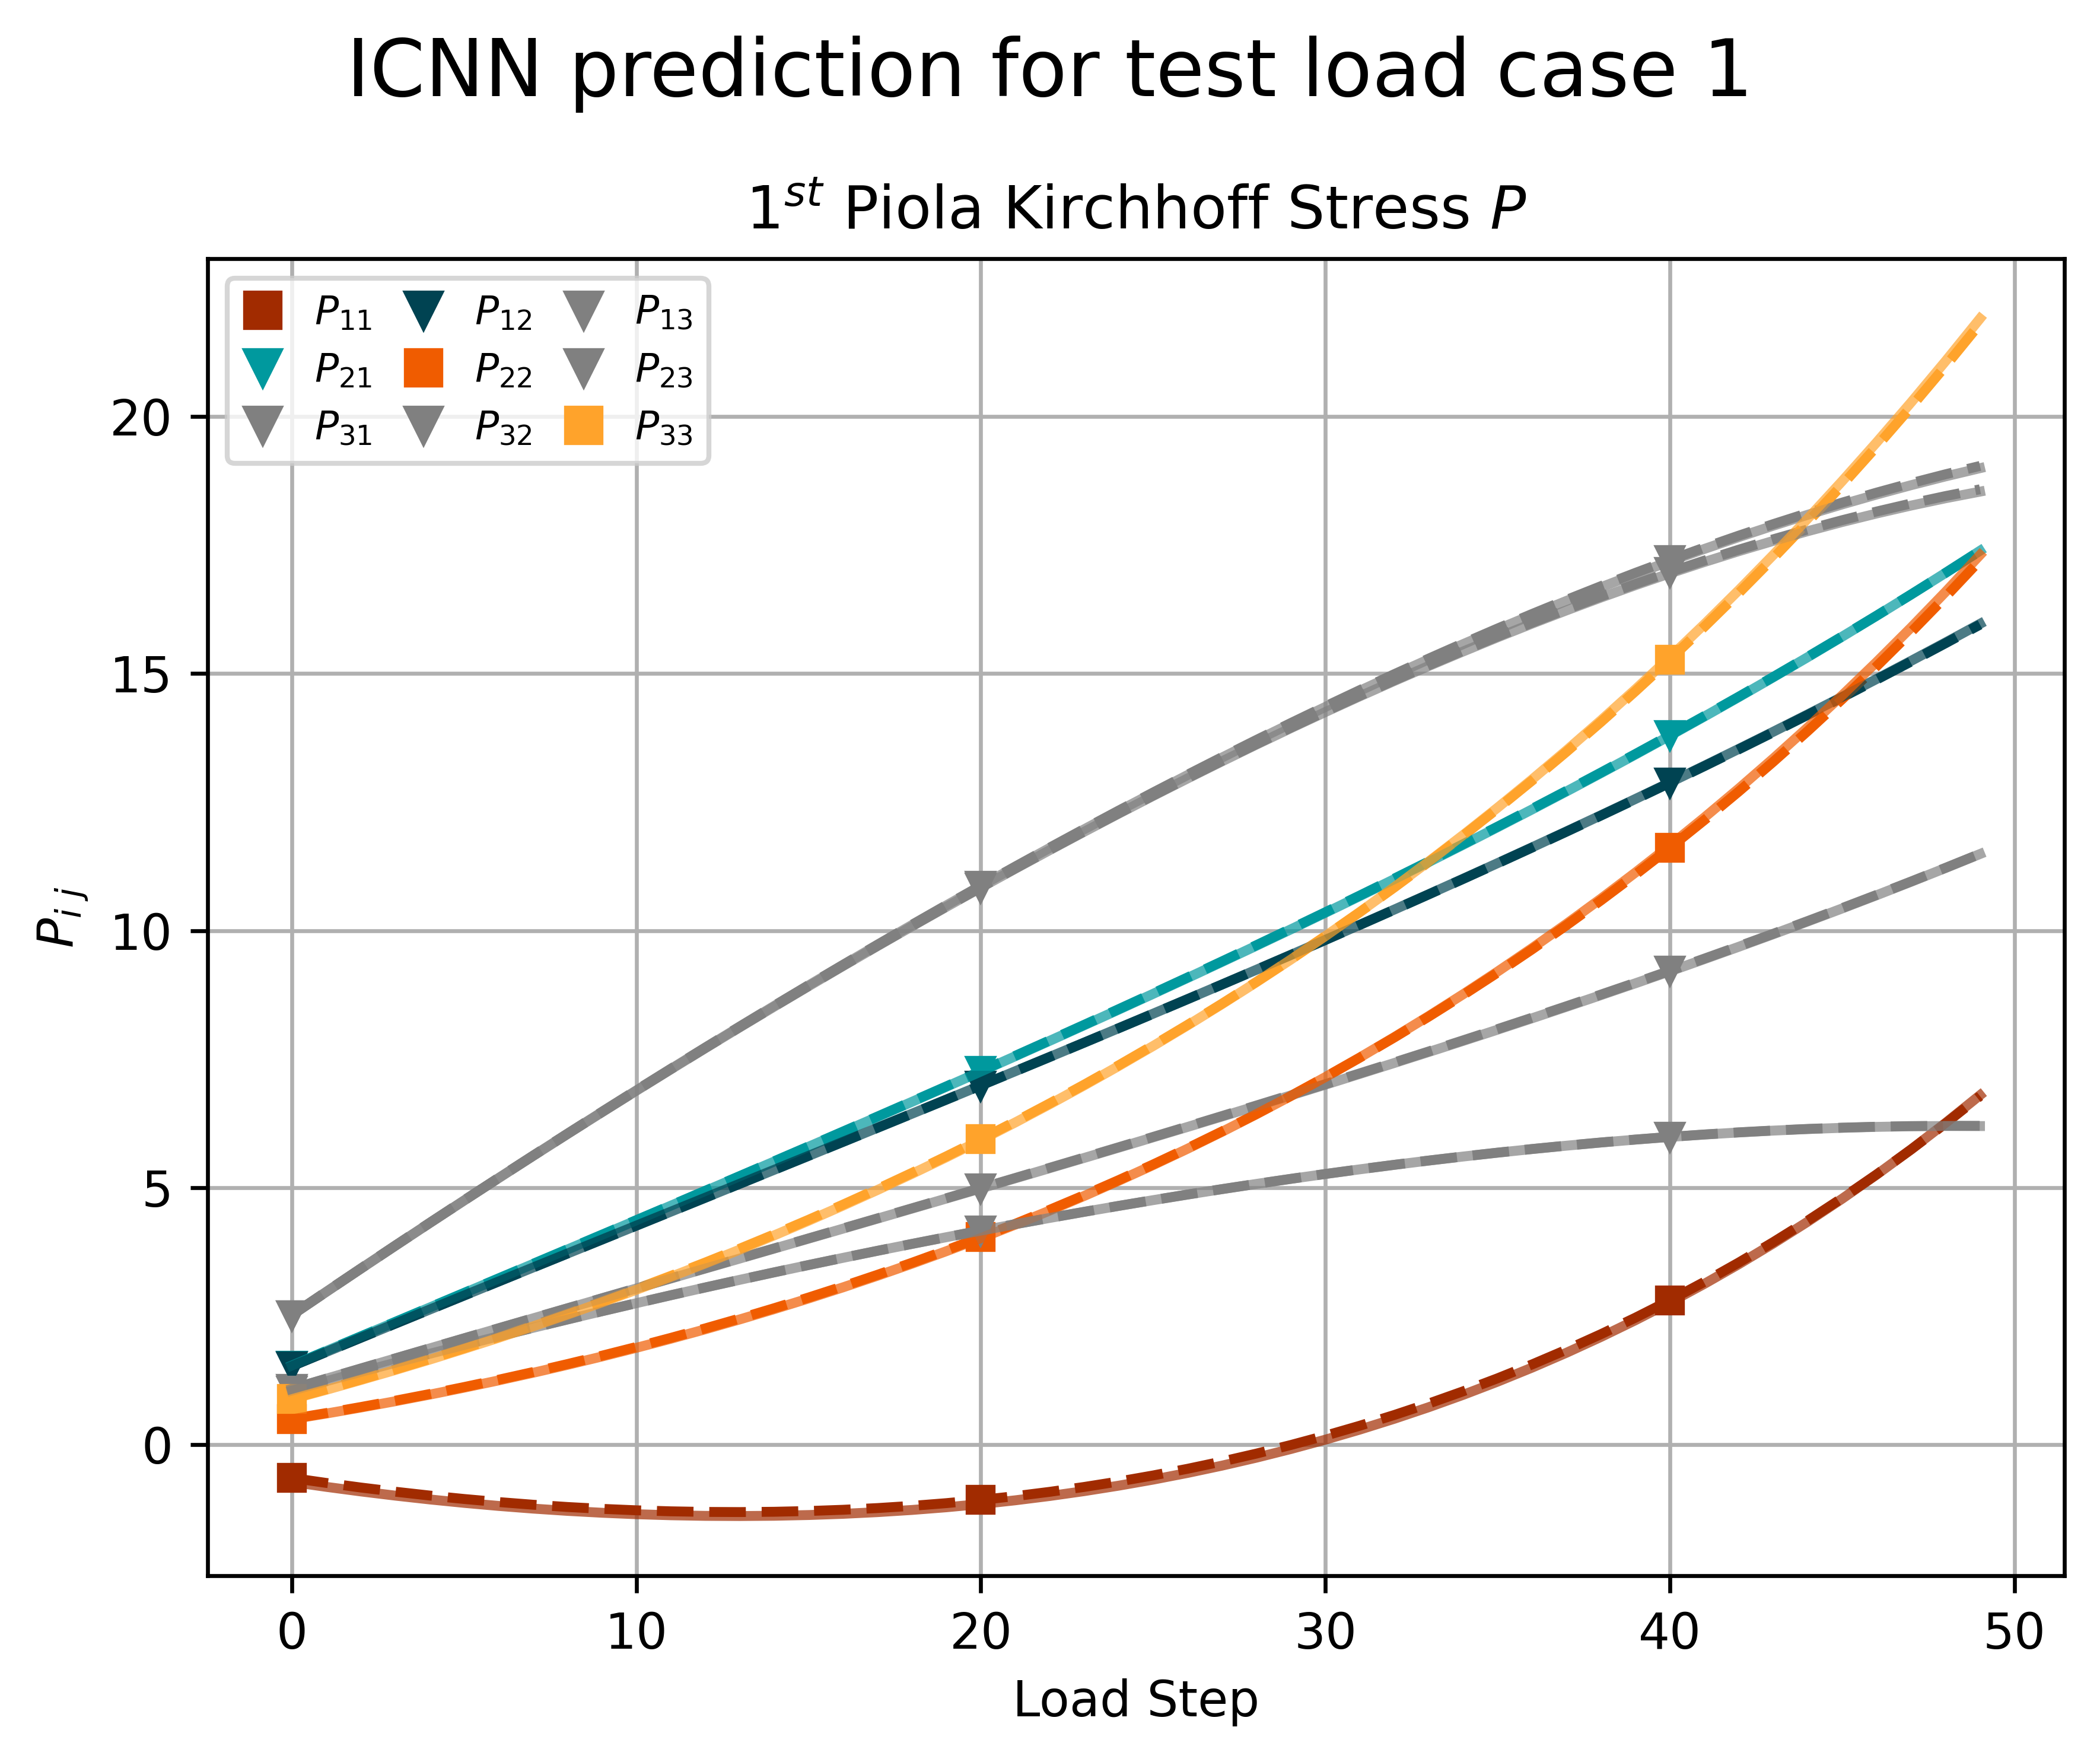 ICNN prediction for test load case 1
1st Piola Kirchhoff Stress P
P11 P12 P13
P21 P22 P23
P31 P32 P33
20
15
10
5
0
Pi j
0 10 20 30 40 50
Load Step